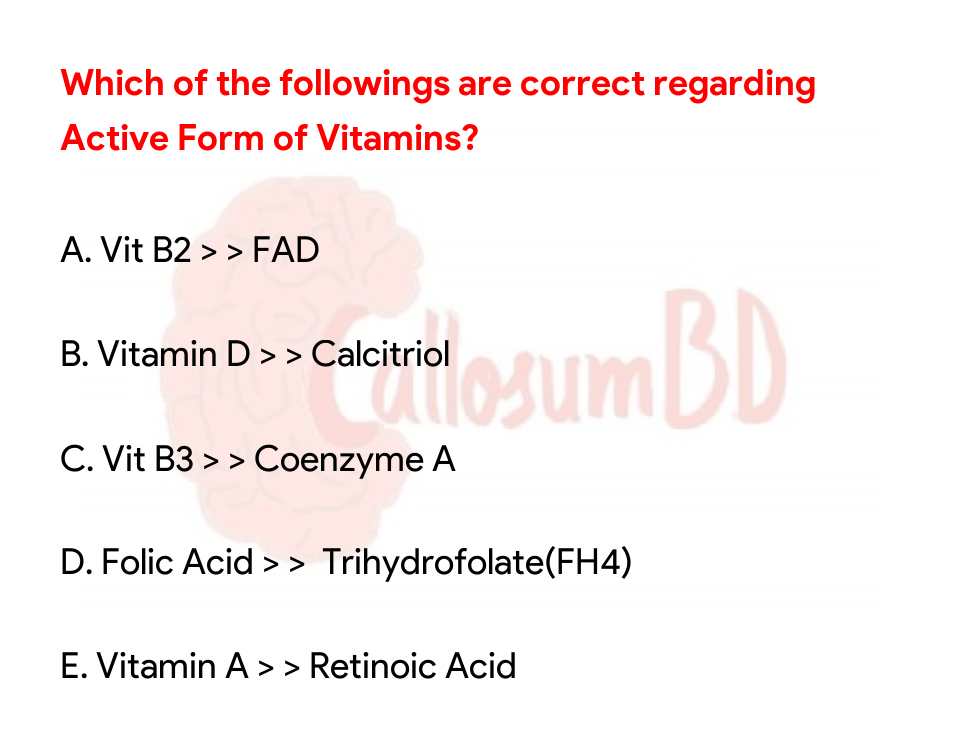 Which of the followings are correct regarding
Active Form of Vitamins?
A. Vit B2 > > FAD
B. Vitamin D > > Calcitriol
CallosumBD
C. Vit B3 > > Coenzyme A
D. Folic Acid > > Trihydrofolate(FH4)
E. Vitamin A > > Retinoic Acid